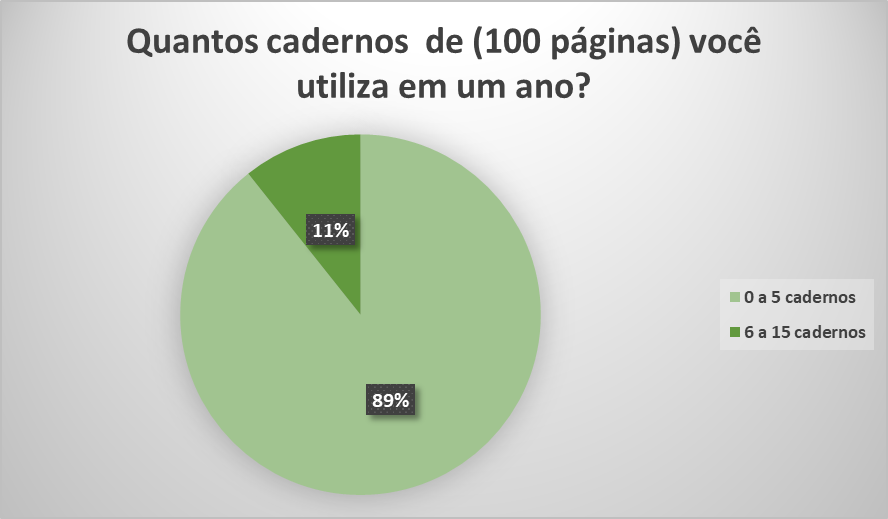 Quantos cadernos  de (100 páginas) você
utiliza em um ano?
11%
89%
0 a 5 cadernos
6 a 15 cadernos